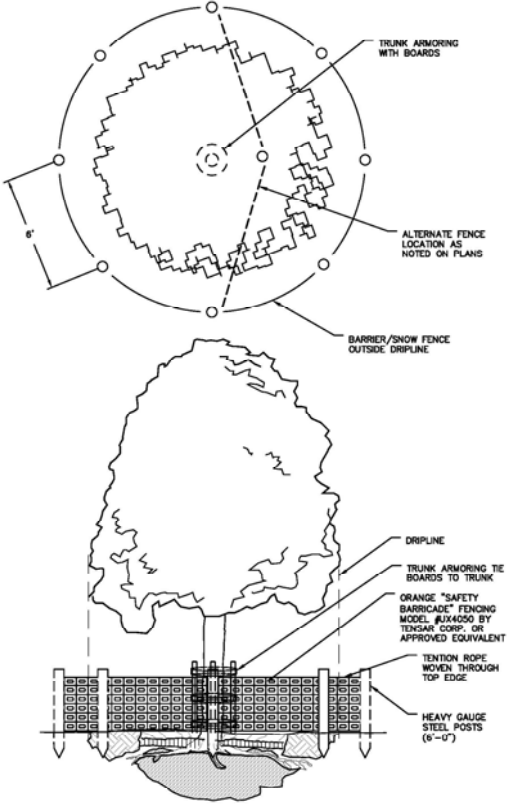 TRUNK ARMORING
WITH BOARDS
6'
ALTERNATE FENCE
LOCATION AS
NOTED ON PLANS
BARRIER/SNOW FENCE
OUTSIDE DRIPLINE
DRIPLINE
TRUNK ARMORING TIE
BOARDS TO TRUNK
ORANGE "SAFETY
BARRICADE" FENCING
MODEL #UX4050 BY
TENSAR CORP. OR
APPROVED EQUIVALENT
TENTION ROPE
WOVEN THROUGH
TOP EDGE
HEAVY GAUGE
STEEL POSTS
(6'-0")